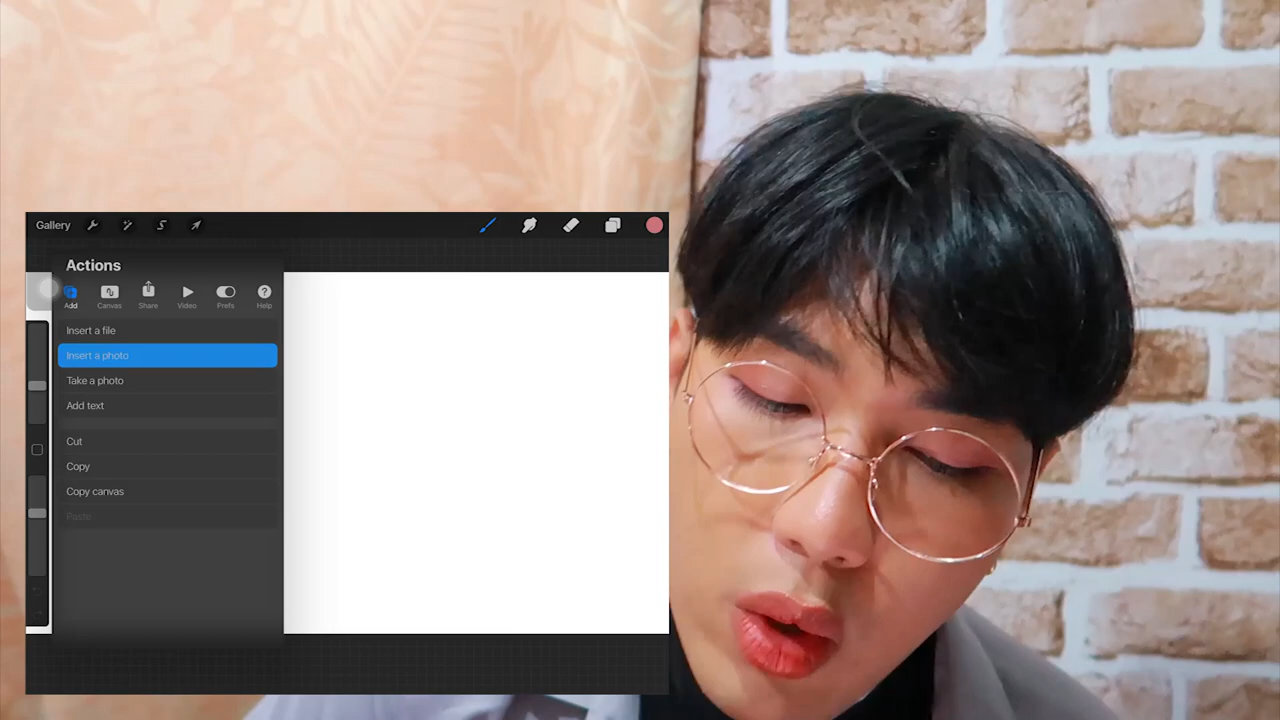 Gallery
Actions
Add Canvas Share Video Prefs Help
Insert a file
Insert a photo
Take a photo
Add text
Cut
Copy
Copy canvas
Paste